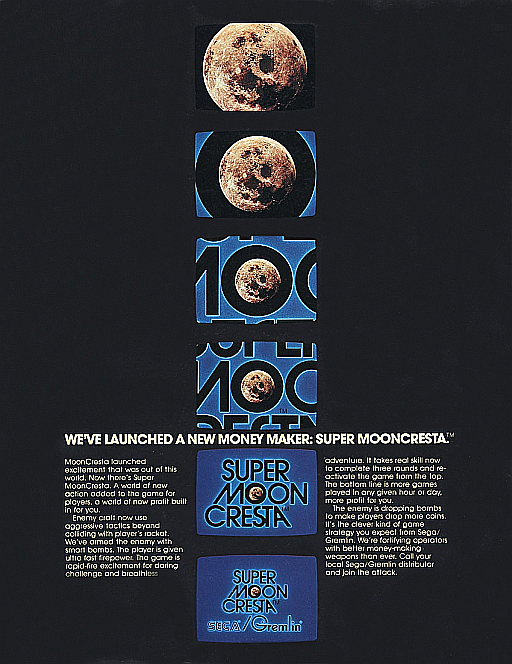 MOO
SUPER
MOO
CREST
TM
WE'VE LAUNCHED A NEW MONEY MAKER: SUPER MOONCRESTA.™
MoonCresta launched
excitement that was out of this
world. Now there's Super
MoonCresta. A world of new
action added to the game for
players, a world of new profit built
in for you.
Enemy craft now use
aggressive tactics beyond
colliding with player's rocket.
We've armed the enemy with
smart bombs. The player is given
ultra fast firepower. The game is
rapid-fire excitement for daring
challenge and breathless
SUPER
MOON
CRESTA™
SUPER
MOON
CRESTA
SEGA/Gremlin
adventure. It takes real skill now
to complete three rounds and re-
activate the game from the top.
The bottom line is more games
played in any given hour or day,
more profit for you.
The enemy is dropping bombs
to make players drop more coins.
It's the clever kind of game
strategy you expect from Sega/
Gremlin. We're fortifying operators
with better money-making
weapons than ever. Call your
local Sega/Gremlin distributor
and join the attack.